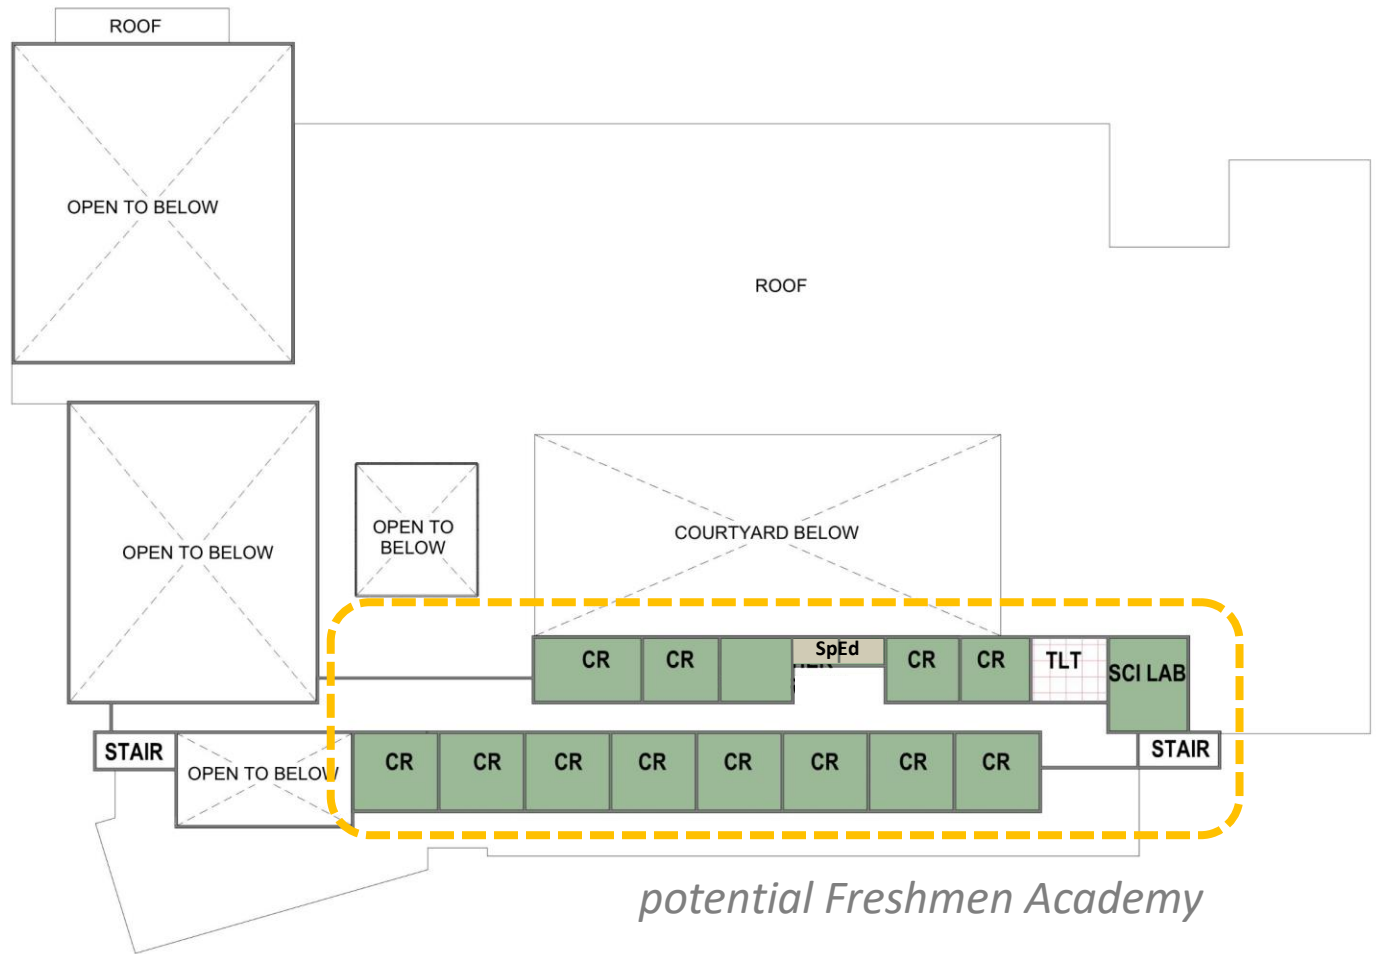 ROOF
OPEN TO BELOW
ROOF
OPEN TO BELOW
OPEN TO
BELOW
COURTYARD BELOW
CR
CR
SpEd
CR
CR
TLT
SCI LAB
STAIR
OPEN TO BELOW
CR
CR
CR
CR
CR
CR
CR
CR
STAIR
potential Freshmen Academy